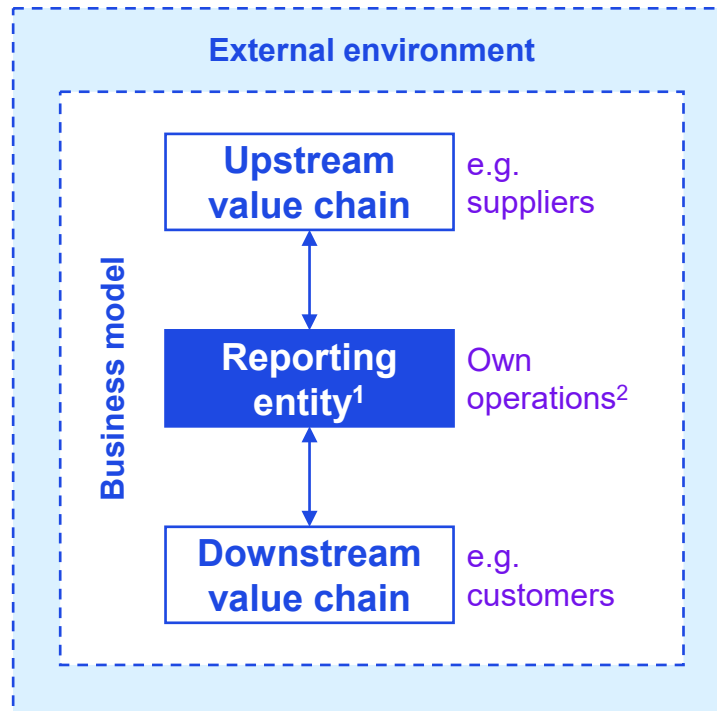 External environment
Upstream
value chain
e.g.
suppliers
Business model
Reporting
entity¹
Own
operations²
Downstream
value chain
e.g.
customers